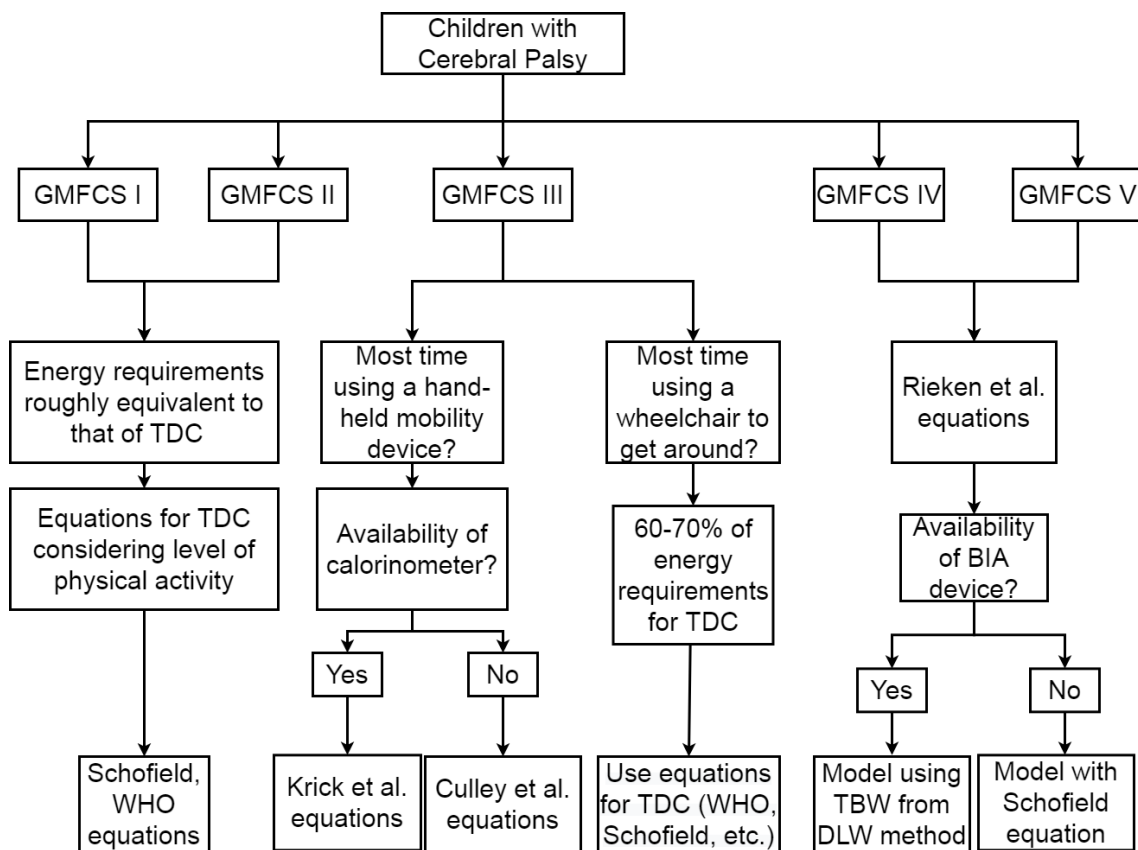 Children with
Cerebral Palsy
GMFCS I
GMFCS II
GMFCS III
GMFCS IV
GMFCS V
Energy requirements
roughly equivalent to
that of TDC
Most time
using a hand-
held mobility
device?
Most time
using a
wheelchair to
get around?
Rieken et al.
equations
Equations for TDC
considering level of
physical activity
Availability of
calorinometer?
60-70% of
energy
requirements
for TDC
Availability
of BIA
device?
Yes
No
Yes
No
Schofield,
WHO
equations
Krick et al.
equations
Culley et al.
equations
Use equations
for TDC (WHO,
Schofield, etc.)
Model using
TBW from
DLW method
Model with
Schofield
equation